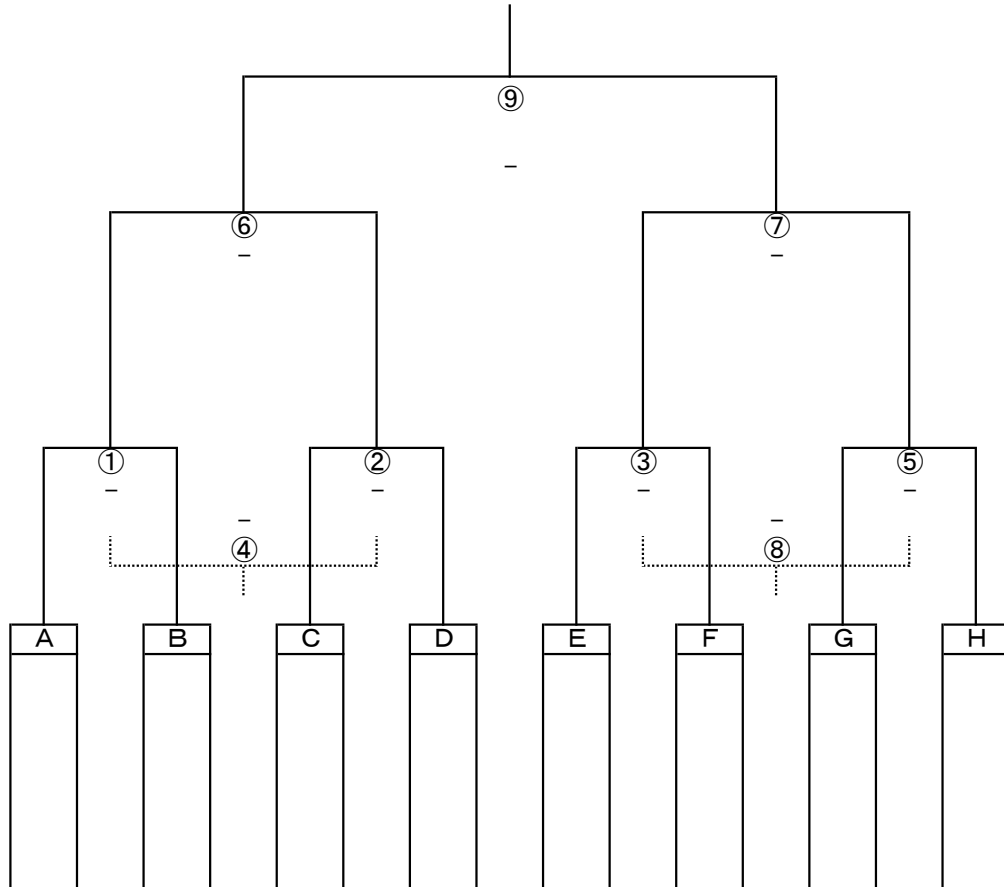 ⑨
–
⑥ ⑦
– –
① ② ③ ⑤
– – – –
– –
④ ⑧
A B C D E F G H